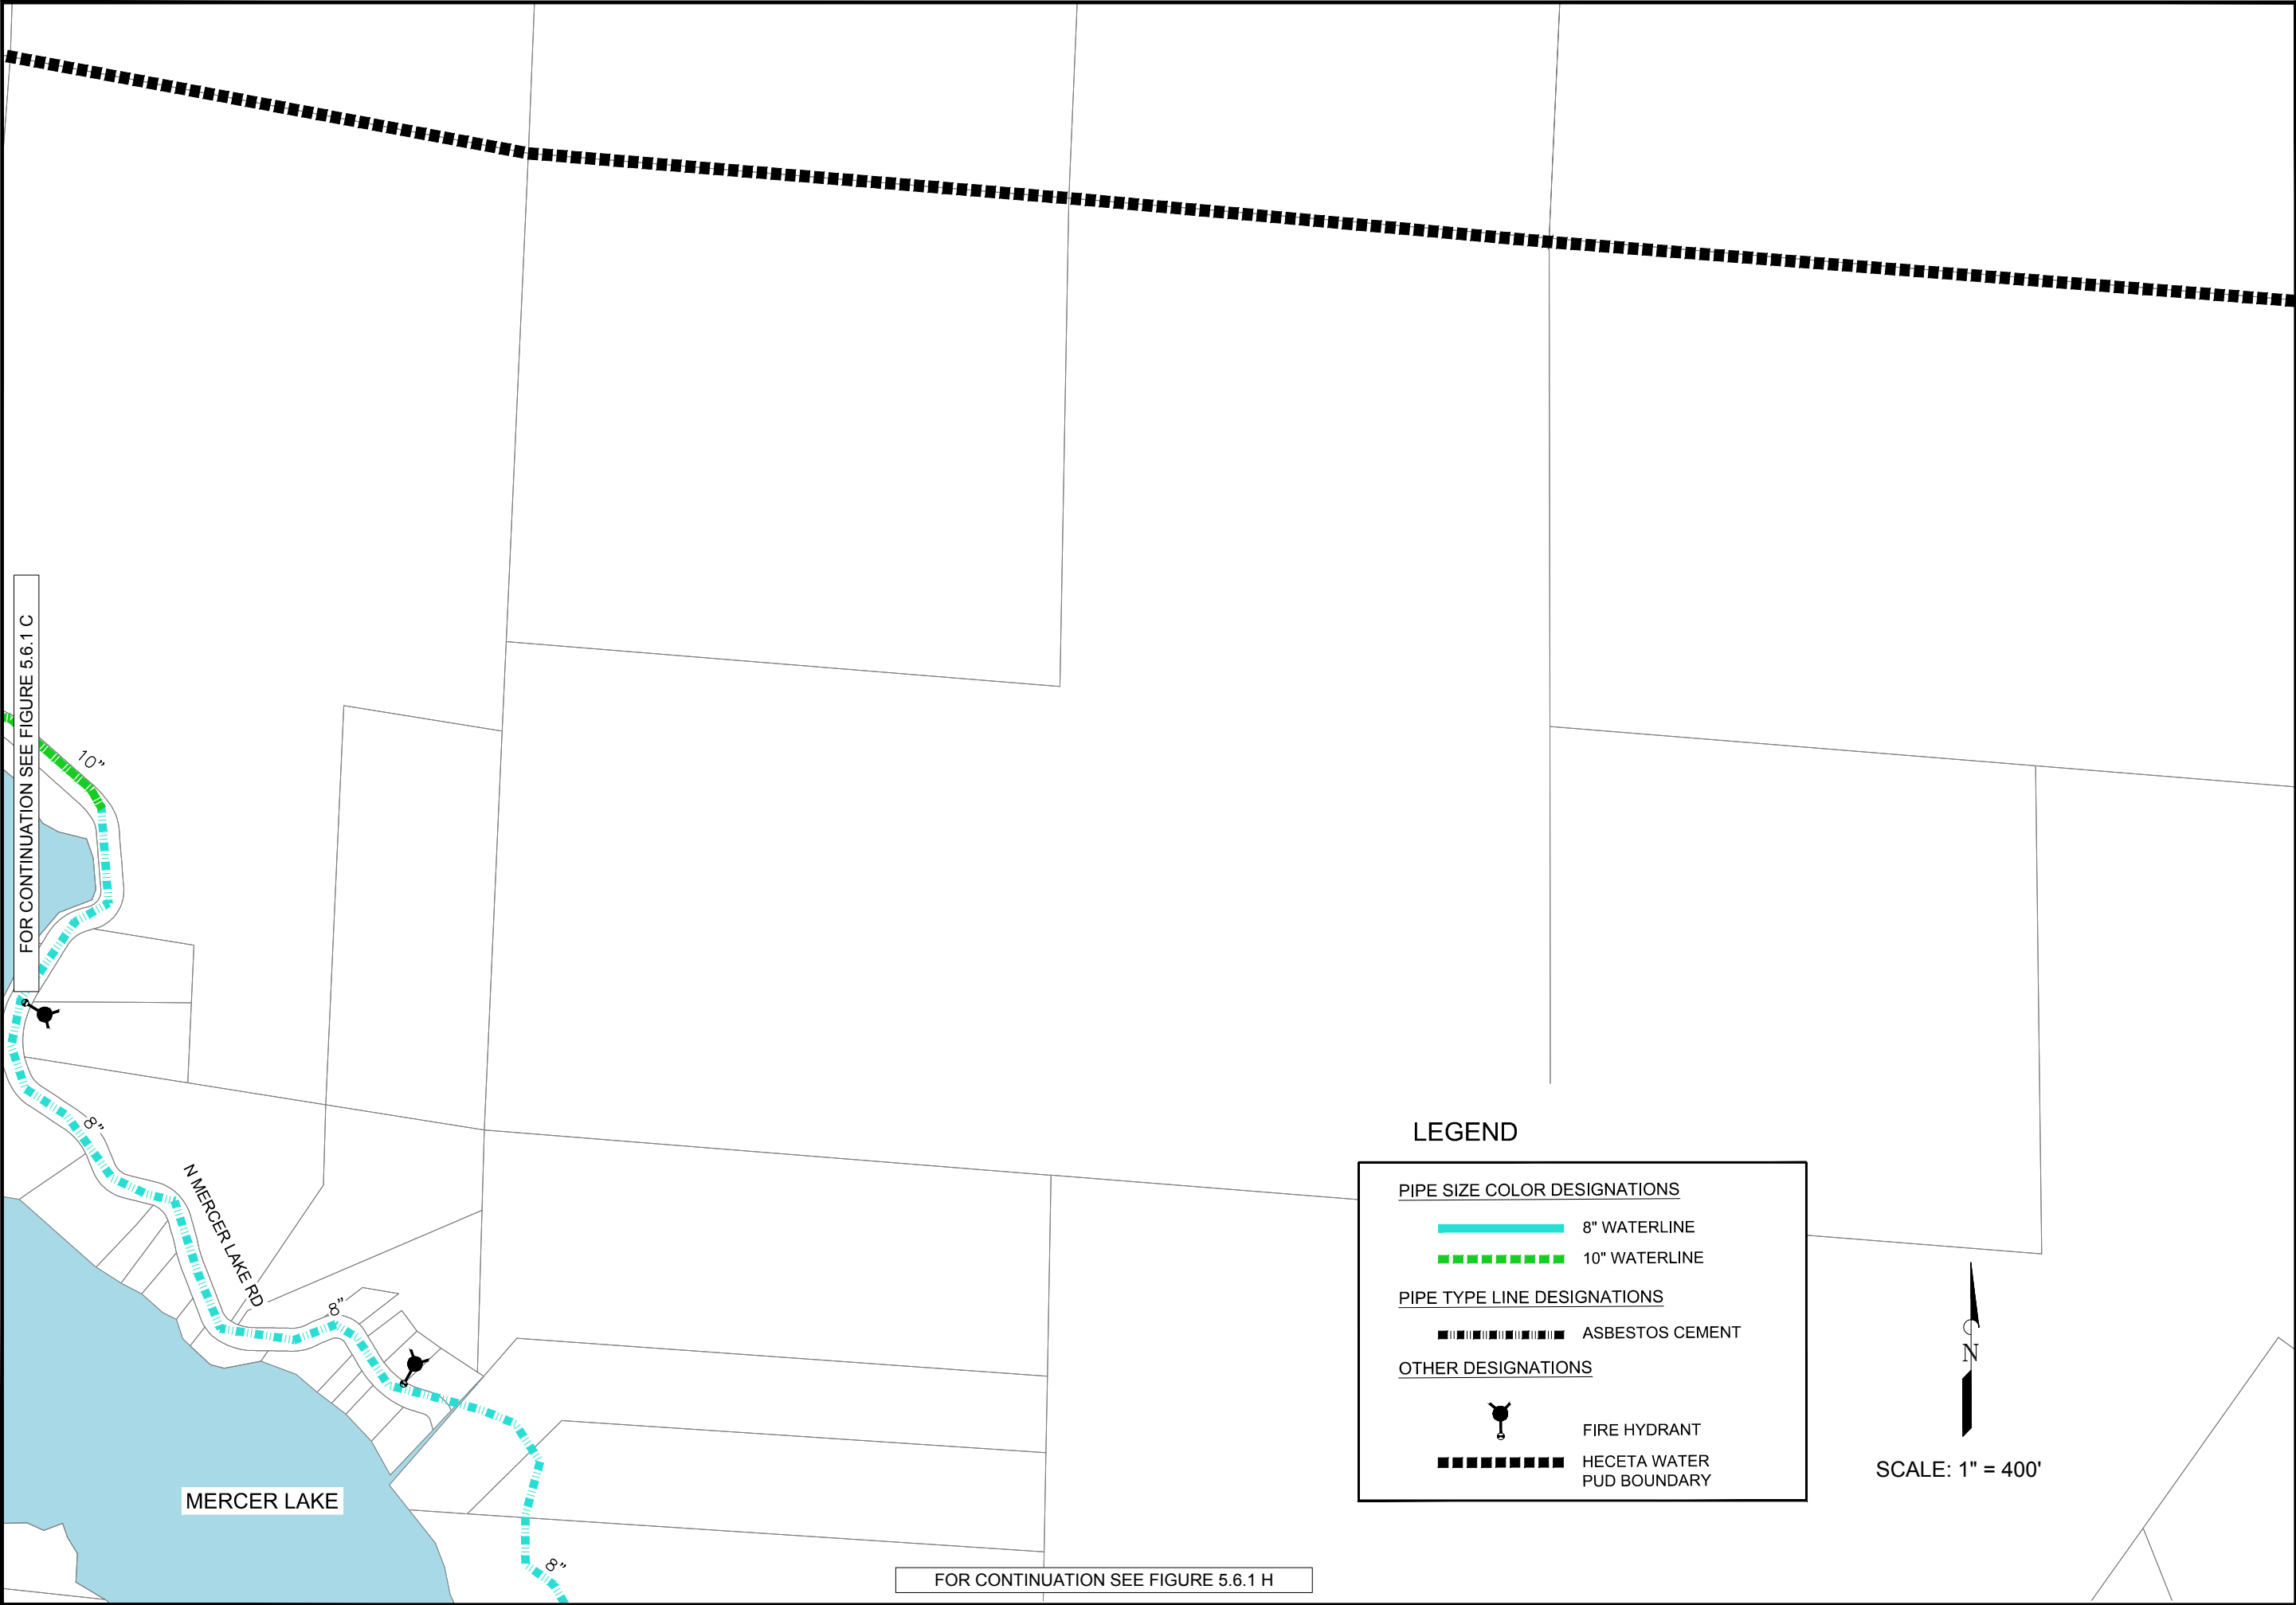 FOR CONTINUATION SEE FIGURE 5.6.1 C
10"
8"
N MERCER LAKE RD
8"
MERCER LAKE
8"
FOR CONTINUATION SEE FIGURE 5.6.1 H
LEGEND
PIPE SIZE COLOR DESIGNATIONS
8" WATERLINE
10" WATERLINE
PIPE TYPE LINE DESIGNATIONS
ASBESTOS CEMENT
OTHER DESIGNATIONS
FIRE HYDRANT
HECETA WATER
PUD BOUNDARY
N
SCALE: 1" = 400'